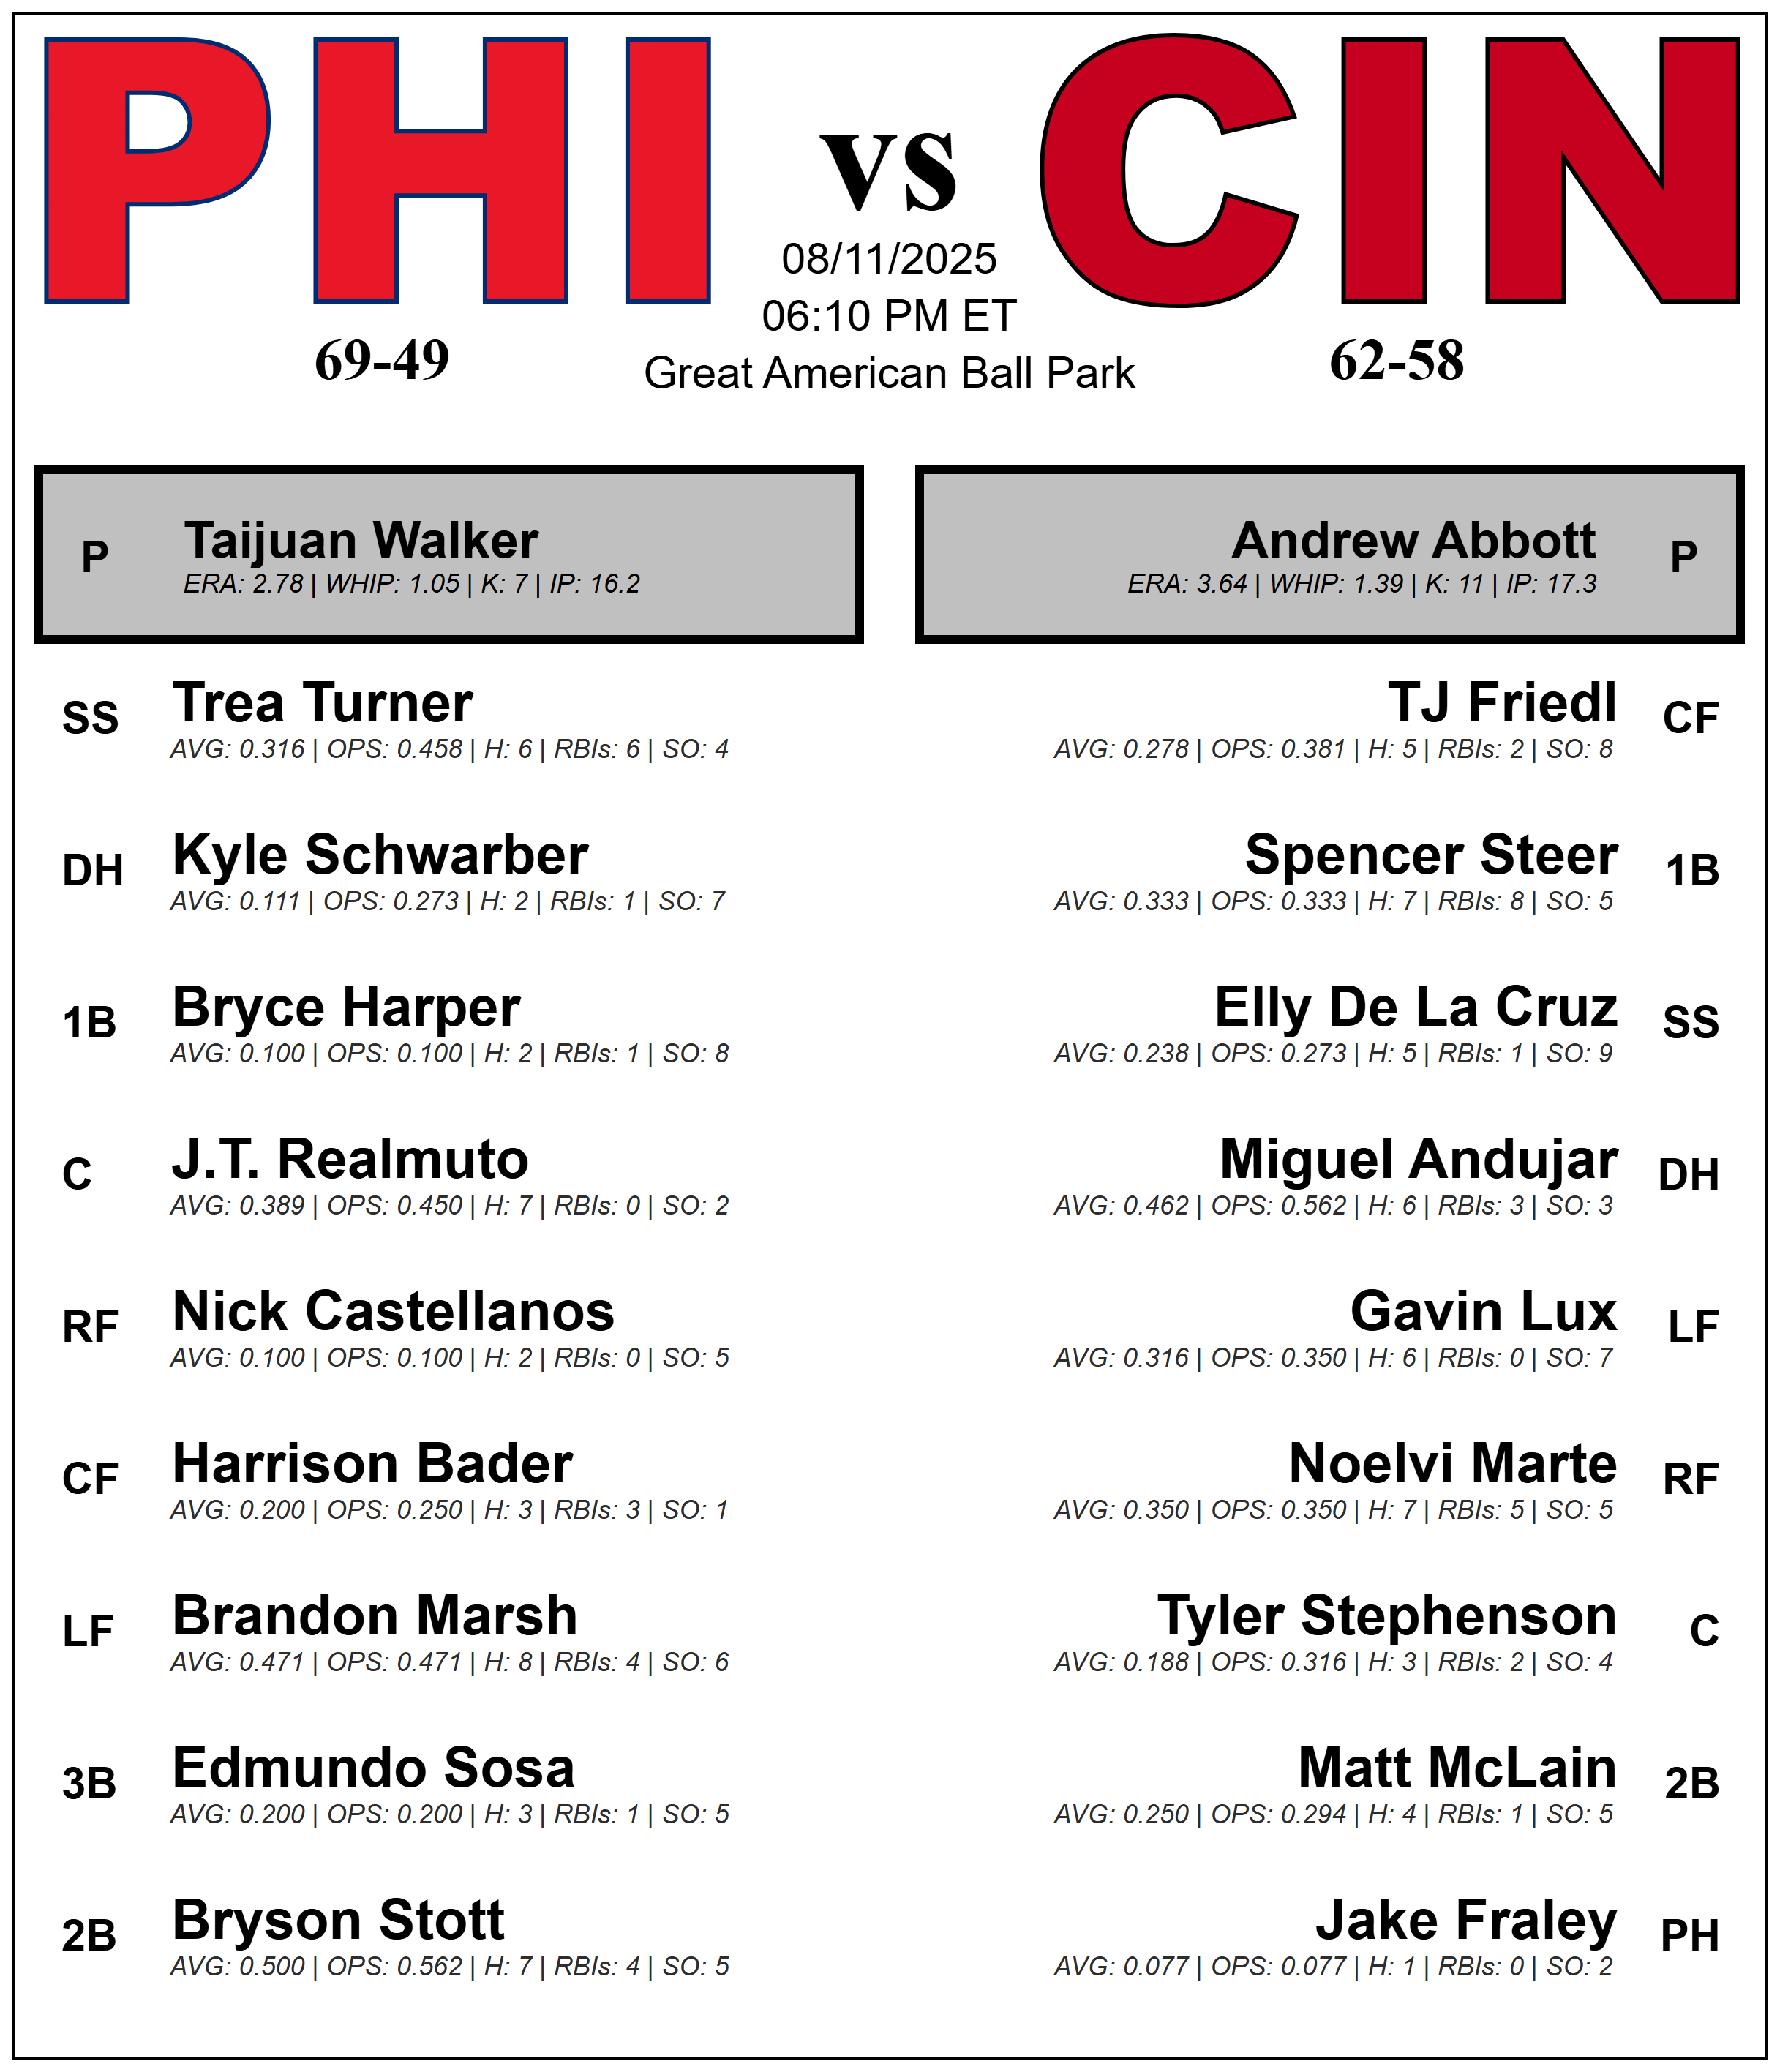 PHI vs CIN
08/11/2025
06:10 PM ET
69-49 Great American Ball Park 62-58
P Taijuan Walker
ERA: 2.78 | WHIP: 1.05 | K: 7 | IP: 16.2
Andrew Abbott P
ERA: 3.64 | WHIP: 1.39 | K: 11 | IP: 17.3
SS Trea Turner
AVG: 0.316 | OPS: 0.458 | H: 6 | RBIs: 6 | SO: 4
TJ Friedl CF
AVG: 0.278 | OPS: 0.381 | H: 5 | RBIs: 2 | SO: 8
DH Kyle Schwarber
AVG: 0.111 | OPS: 0.273 | H: 2 | RBIs: 1 | SO: 7
Spencer Steer 1B
AVG: 0.333 | OPS: 0.333 | H: 7 | RBIs: 8 | SO: 5
1B Bryce Harper
AVG: 0.100 | OPS: 0.100 | H: 2 | RBIs: 1 | SO: 8
Elly De La Cruz SS
AVG: 0.238 | OPS: 0.273 | H: 5 | RBIs: 1 | SO: 9
C J.T. Realmuto
AVG: 0.389 | OPS: 0.450 | H: 7 | RBIs: 0 | SO: 2
Miguel Andujar DH
AVG: 0.462 | OPS: 0.562 | H: 6 | RBIs: 3 | SO: 3
RF Nick Castellanos
AVG: 0.100 | OPS: 0.100 | H: 2 | RBIs: 0 | SO: 5
Gavin Lux LF
AVG: 0.316 | OPS: 0.350 | H: 6 | RBIs: 0 | SO: 7
CF Harrison Bader
AVG: 0.200 | OPS: 0.250 | H: 3 | RBIs: 3 | SO: 1
Noelvi Marte RF
AVG: 0.350 | OPS: 0.350 | H: 7 | RBIs: 5 | SO: 5
LF Brandon Marsh
AVG: 0.471 | OPS: 0.471 | H: 8 | RBIs: 4 | SO: 6
Tyler Stephenson C
AVG: 0.188 | OPS: 0.316 | H: 3 | RBIs: 2 | SO: 4
3B Edmundo Sosa
AVG: 0.200 | OPS: 0.200 | H: 3 | RBIs: 1 | SO: 5
Matt McLain 2B
AVG: 0.250 | OPS: 0.294 | H: 4 | RBIs: 1 | SO: 5
2B Bryson Stott
AVG: 0.500 | OPS: 0.562 | H: 7 | RBIs: 4 | SO: 5
Jake Fraley PH
AVG: 0.077 | OPS: 0.077 | H: 1 | RBIs: 0 | SO: 2